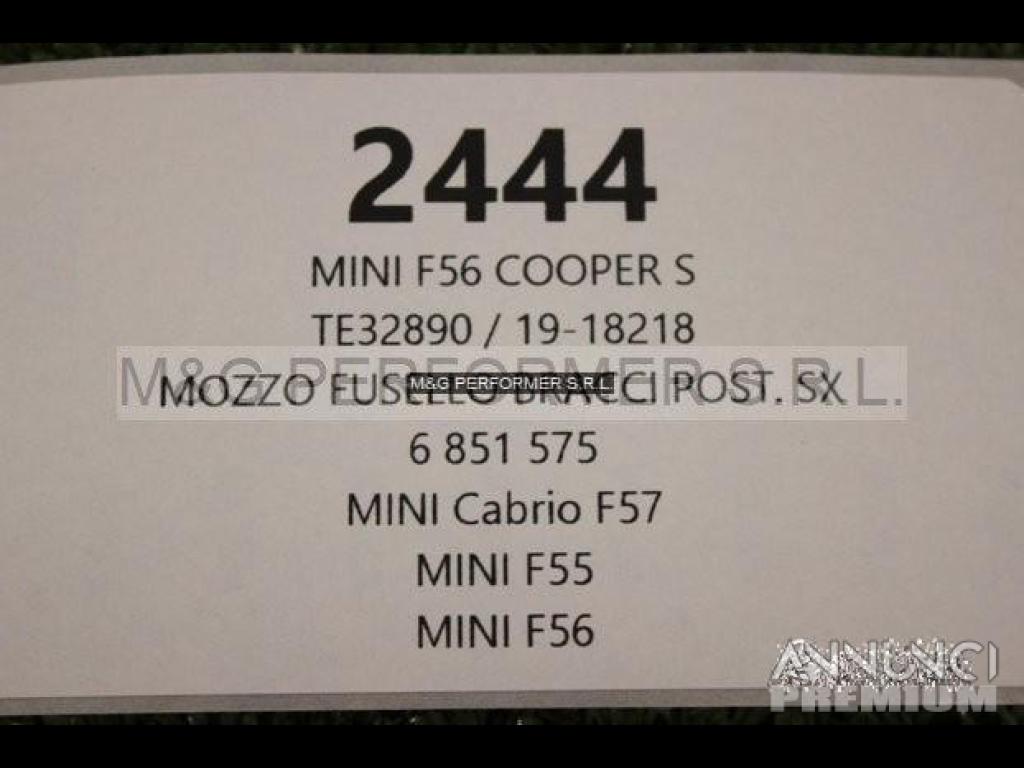 2444
MINI F56 COOPER S
TE32890 / 19-18218
M&G PERFORMER S.R.L.
MOZZO FUSELLO BRACCI POST. SX
M&G PERFORMER S.R.L.
6 851 575
MINI Cabrio F57
MINI F55
MINI F56
ANNUNCI
PREMIUM